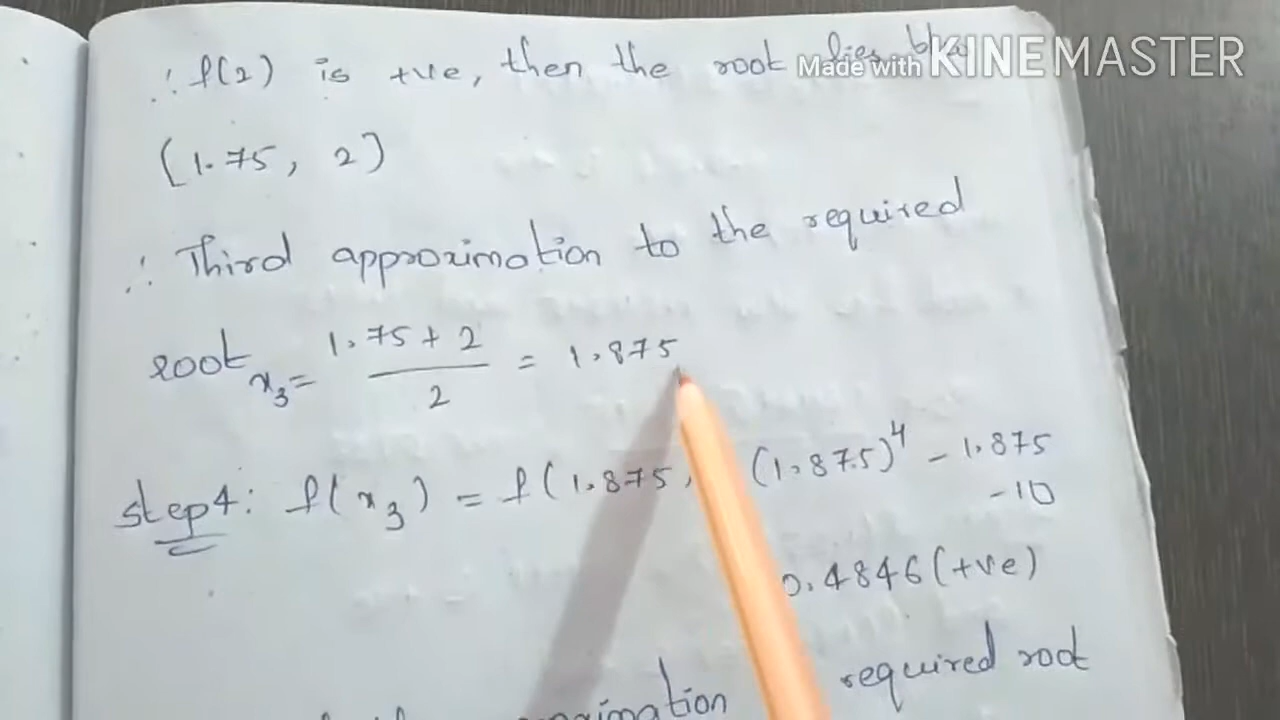 ∴ f(2) is +ve, then the root lies
Made with KINEMASTER
(1.75, 2)
∴ Third approximation to the required
root x₃ = (1.75 + 2)/2 = 1.875
step4: f(x₃) = f(1.875, (1.875)⁴ - 1.875
-10
0.4846 (+ve)
required root